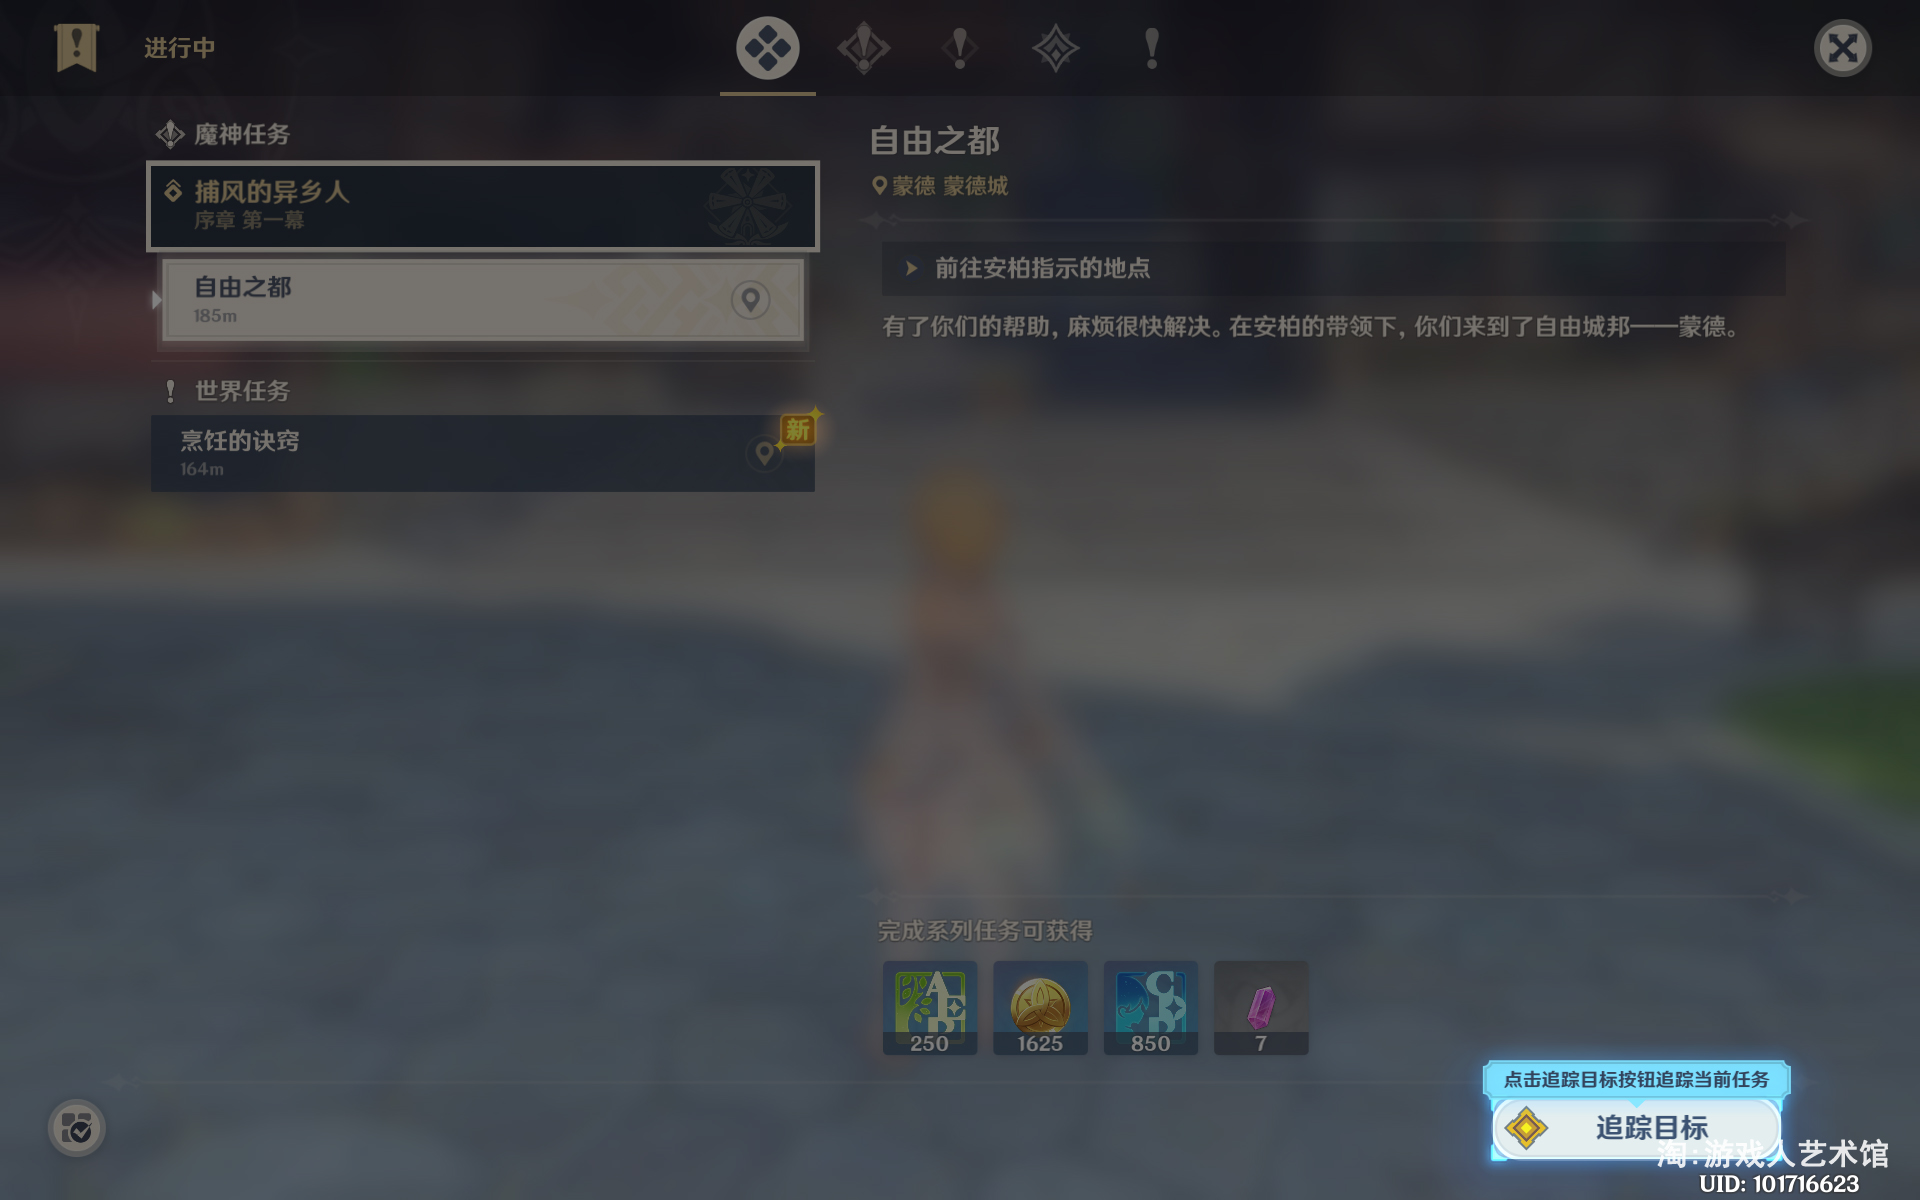 进行中
魔神任务
捕风的异乡人
序章 第一幕
自由之都
185m
世界任务
新
烹饪的诀窍
164m
自由之都
蒙德 蒙德城
前往安柏指示的地点
有了你们的帮助,麻烦很快解决。在安柏的带领下,你们来到了自由城邦——蒙德。
完成系列任务可获得
250
1625
850
7
点击追踪目标按钮追踪当前任务
追踪目标
淘:游戏人艺术馆
UID: 101716623